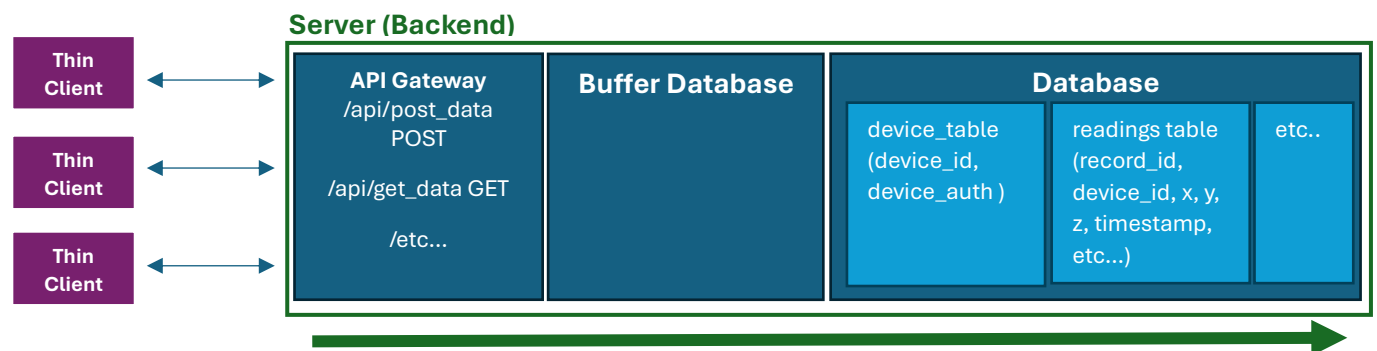 Server (Backend)
Thin
Client
Thin
Client
Thin
Client
API Gateway
/api/post_data
POST
/api/get_data GET
/etc...
Buffer Database
Database
device_table
(device_id,
device_auth )
readings table
(record_id,
device_id, x, y,
z, timestamp,
etc...)
etc..